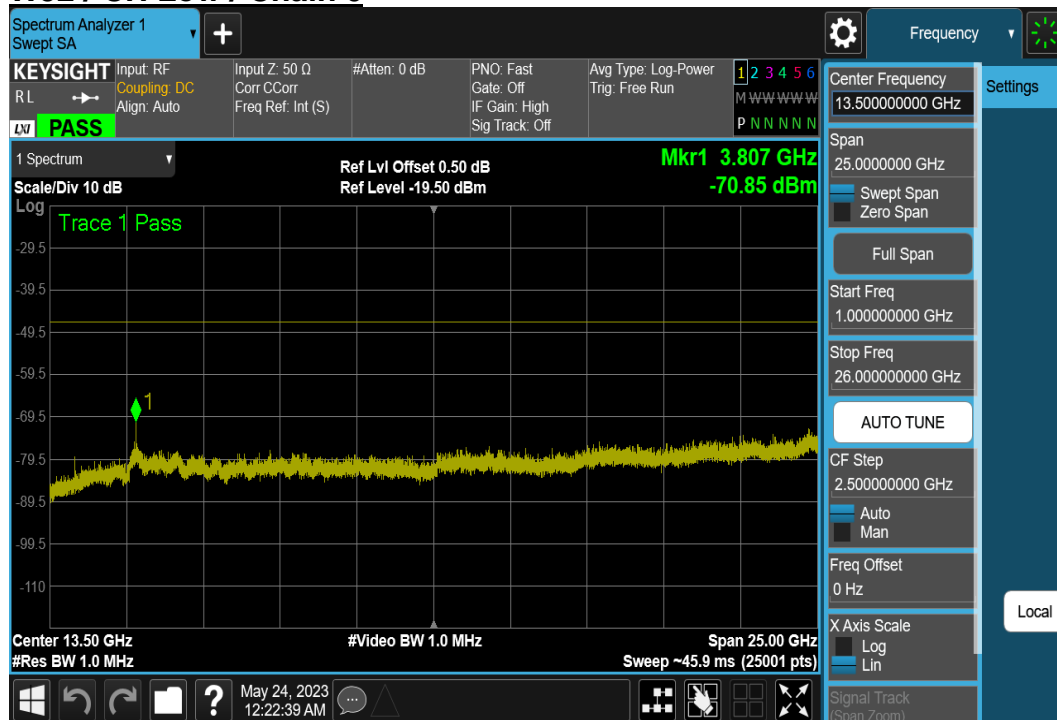 Spectrum Analyzer 1
Swept SA
+
Frequency
KEYSIGHT
RL
LXI
PASS
Input: RF
Coupling: DC
Align: Auto
Input Z: 50 Ω
Corr CCorr
Freq Ref: Int (S)
#Atten: 0 dB
PNO: Fast
Gate: Off
IF Gain: High
Sig Track: Off
Avg Type: Log-Power
Trig: Free Run
1 2 3 4 5 6
M W W W W W
P N N N N N
1 Spectrum
Scale/Div 10 dB
Ref Lvl Offset 0.50 dB
Ref Level -19.50 dBm
Mkr1 3.807 GHz
-70.85 dBm
Log
Trace 1 Pass
-29.5
-39.5
-49.5
-59.5
1
-69.5
-79.5
-89.5
-99.5
-110
Center 13.50 GHz
#Res BW 1.0 MHz
#Video BW 1.0 MHz
Span 25.00 GHz
Sweep ~45.9 ms (25001 pts)
?
May 24, 2023
12:22:39 AM
Center Frequency
13.500000000 GHz
Span
25.0000000 GHz
Swept Span
Zero Span
Full Span
Start Freq
1.000000000 GHz
Stop Freq
26.000000000 GHz
AUTO TUNE
CF Step
2.500000000 GHz
Auto
Man
Freq Offset
0 Hz
X Axis Scale
Log
Lin
Signal Track
(Span Zoom)
Settings
Local